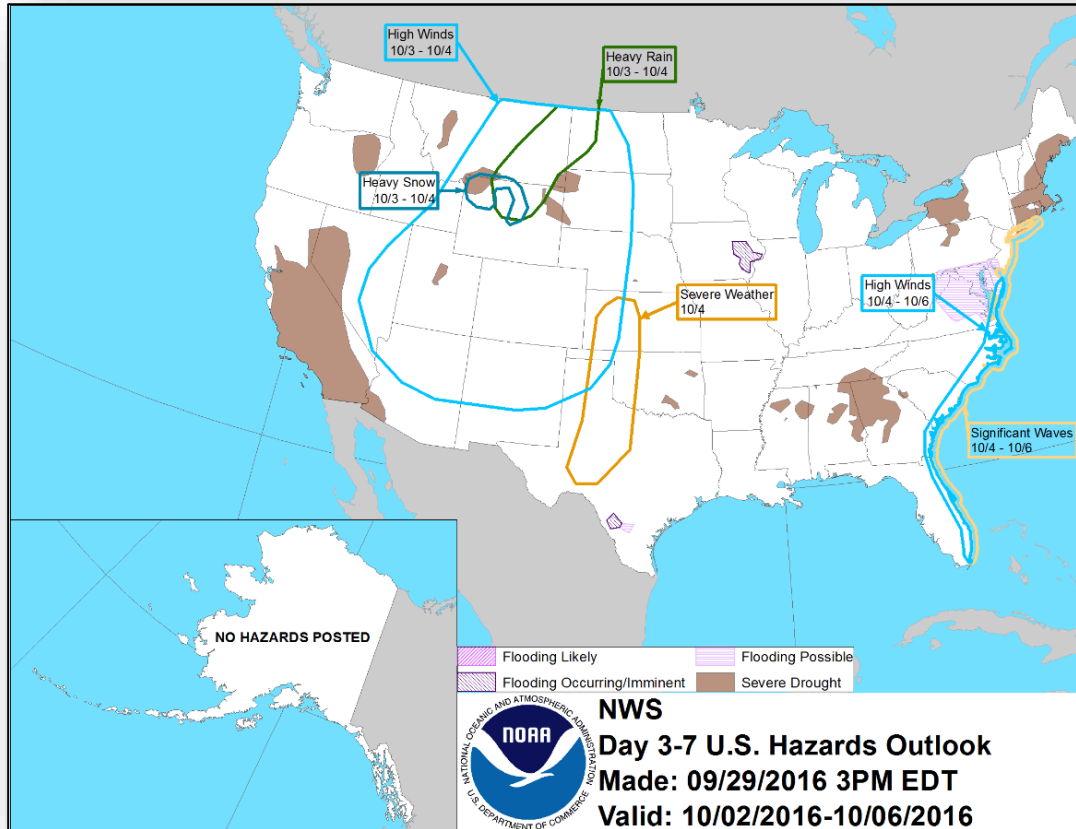 High Winds
10/3 - 10/4
Heavy Rain
10/3 - 10/4
Heavy Snow
10/3 - 10/4
Severe Weather
10/4
High Winds
10/4 - 10/6
Significant Waves
10/4 - 10/6
NO HAZARDS POSTED
Flooding Likely
Flooding Possible
Flooding Occurring/Imminent
Severe Drought
NATIONAL OCEANIC AND ATMOSPHERIC ADMINISTRATION
NOAA
U.S. DEPARTMENT OF COMMERCE
NWS
Day 3-7 U.S. Hazards Outlook
Made: 09/29/2016 3PM EDT
Valid: 10/02/2016-10/06/2016